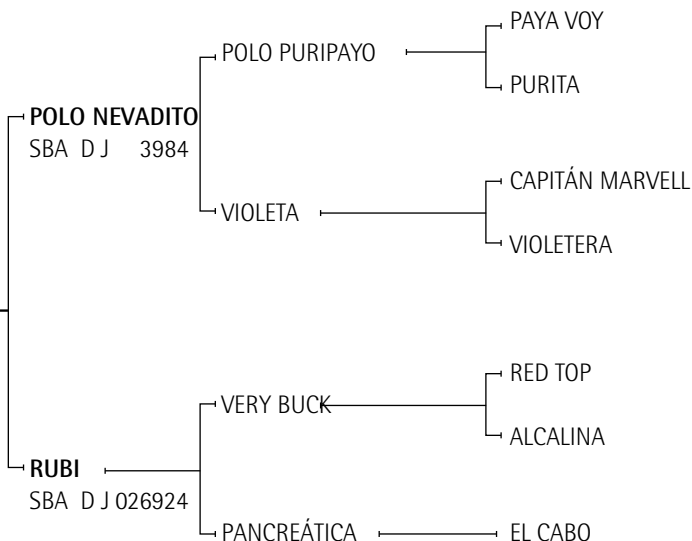 PAYA VOY
POLO PURIPAYO
PURITA
POLO NEVADITO
SBA D J 3984
CAPITÁN MARVELL
VIOLETA
VIOLETERA
RED TOP
VERY BUCK
ALCALINA
RUBI
SBA D J 026924
PANCREÁTICA
EL CABO